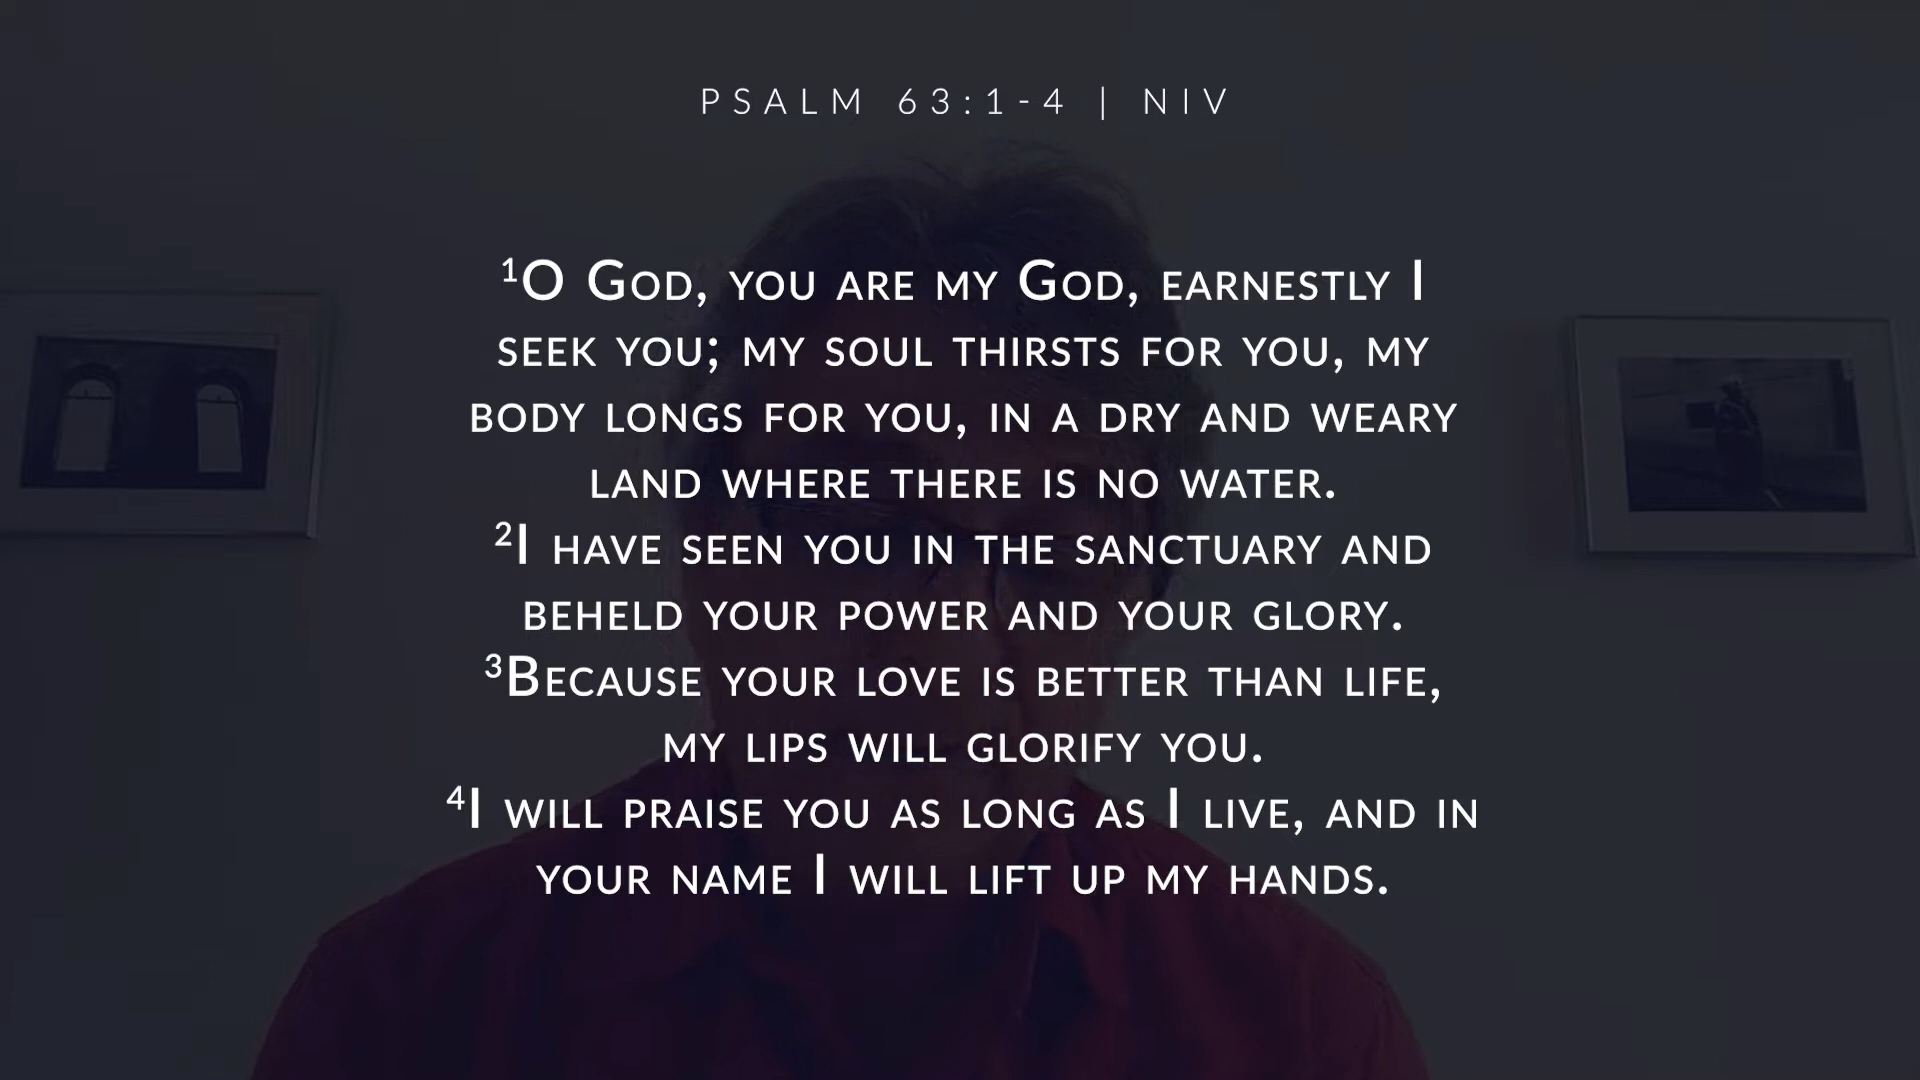 PSALM 63:1-4 | NIV
¹O God, you are my God, earnestly I
seek you; my soul thirsts for you, my
body longs for you, in a dry and weary
land where there is no water.
²I have seen you in the sanctuary and
beheld your power and your glory.
³Because your love is better than life,
my lips will glorify you.
⁴I will praise you as long as I live, and in
your name I will lift up my hands.